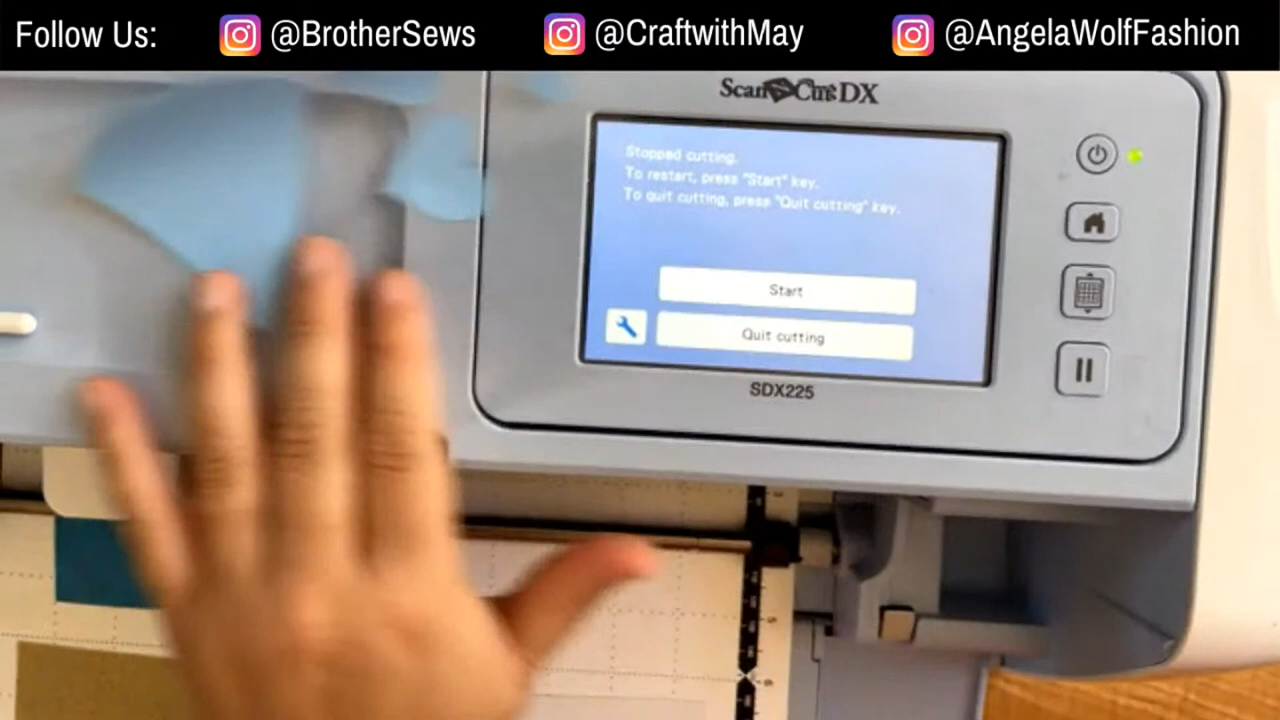 Follow Us: @BrotherSews @CraftwithMay @AngelaWolfFashion
ScanNCut DX
Stopped cutting.
To restart, press "Start" key.
To quit cutting, press "Quit cutting" key.
Start
Quit cutting
SDX225